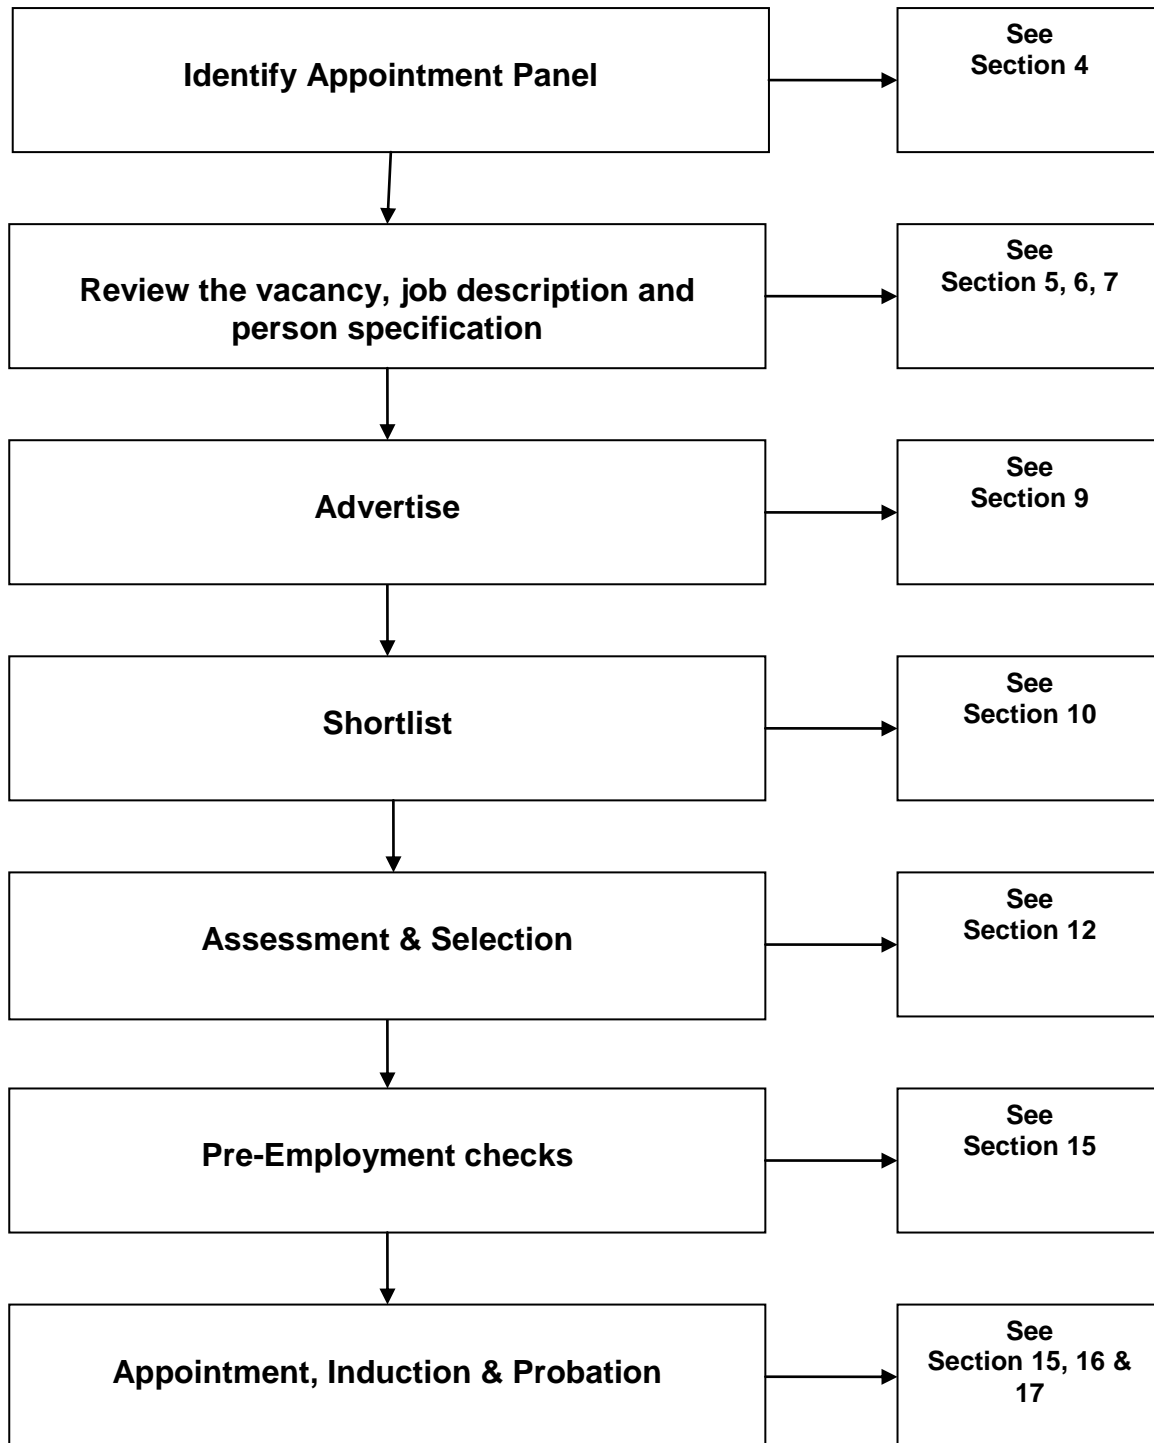 Identify Appointment Panel
See
Section 4
Review the vacancy, job description and
person specification
See
Section 5, 6, 7
Advertise
See
Section 9
Shortlist
See
Section 10
Assessment & Selection
See
Section 12
Pre-Employment checks
See
Section 15
Appointment, Induction & Probation
See
Section 15, 16 &
17